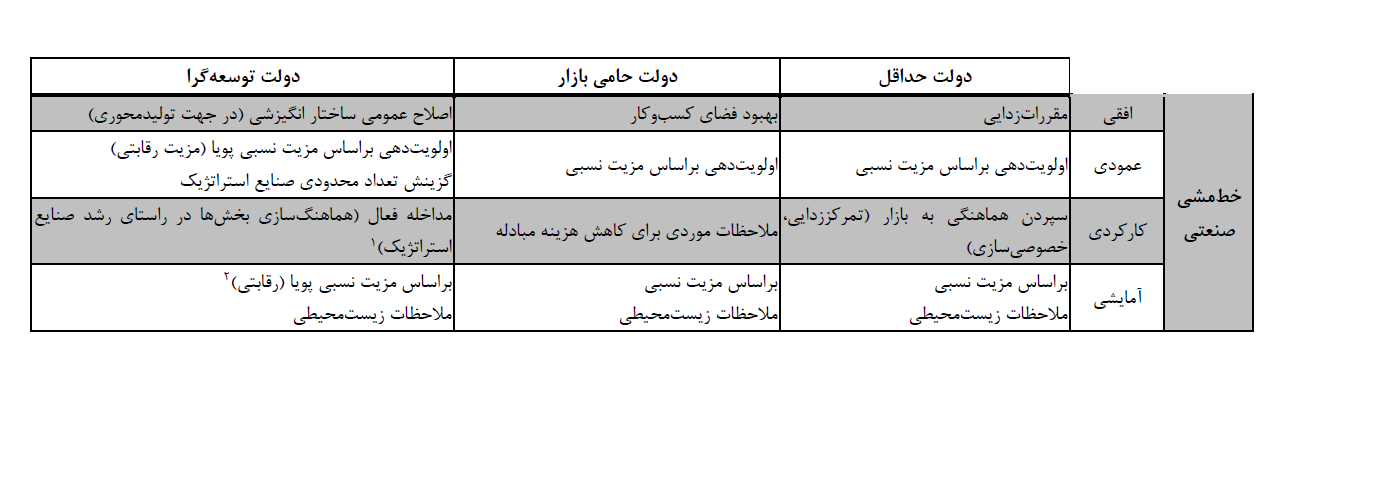 دولت حداقل
دولت حامی بازار
دولت توسعه‌گرا
خط‌مشی
صنعتی
افقی
مقررات‌زدایی
بهبود فضای کسب‌وکار
اصلاح عمومی ساختار انگیزشی (در جهت تولیدمحوری)
عمودی
اولویت‌دهی براساس مزیت نسبی
اولویت‌دهی براساس مزیت نسبی
اولویت‌دهی براساس مزیت نسبی پویا (مزیت رقابتی)
گزینش تعداد محدودی صنایع استراتژیک
کارکردی
سپردن هماهنگی به بازار (تمرکززدایی،
خصوصی‌سازی)
ملاحظات موردی برای کاهش هزینه مبادله
مداخله فعال (هماهنگ‌سازی بخش‌ها در راستای رشد صنایع
استراتژیک)۱
آمایشی
براساس مزیت نسبی
ملاحظات زیست‌محیطی
براساس مزیت نسبی
ملاحظات زیست‌محیطی
براساس مزیت نسبی پویا (رقابتی)۲
ملاحظات زیست‌محیطی